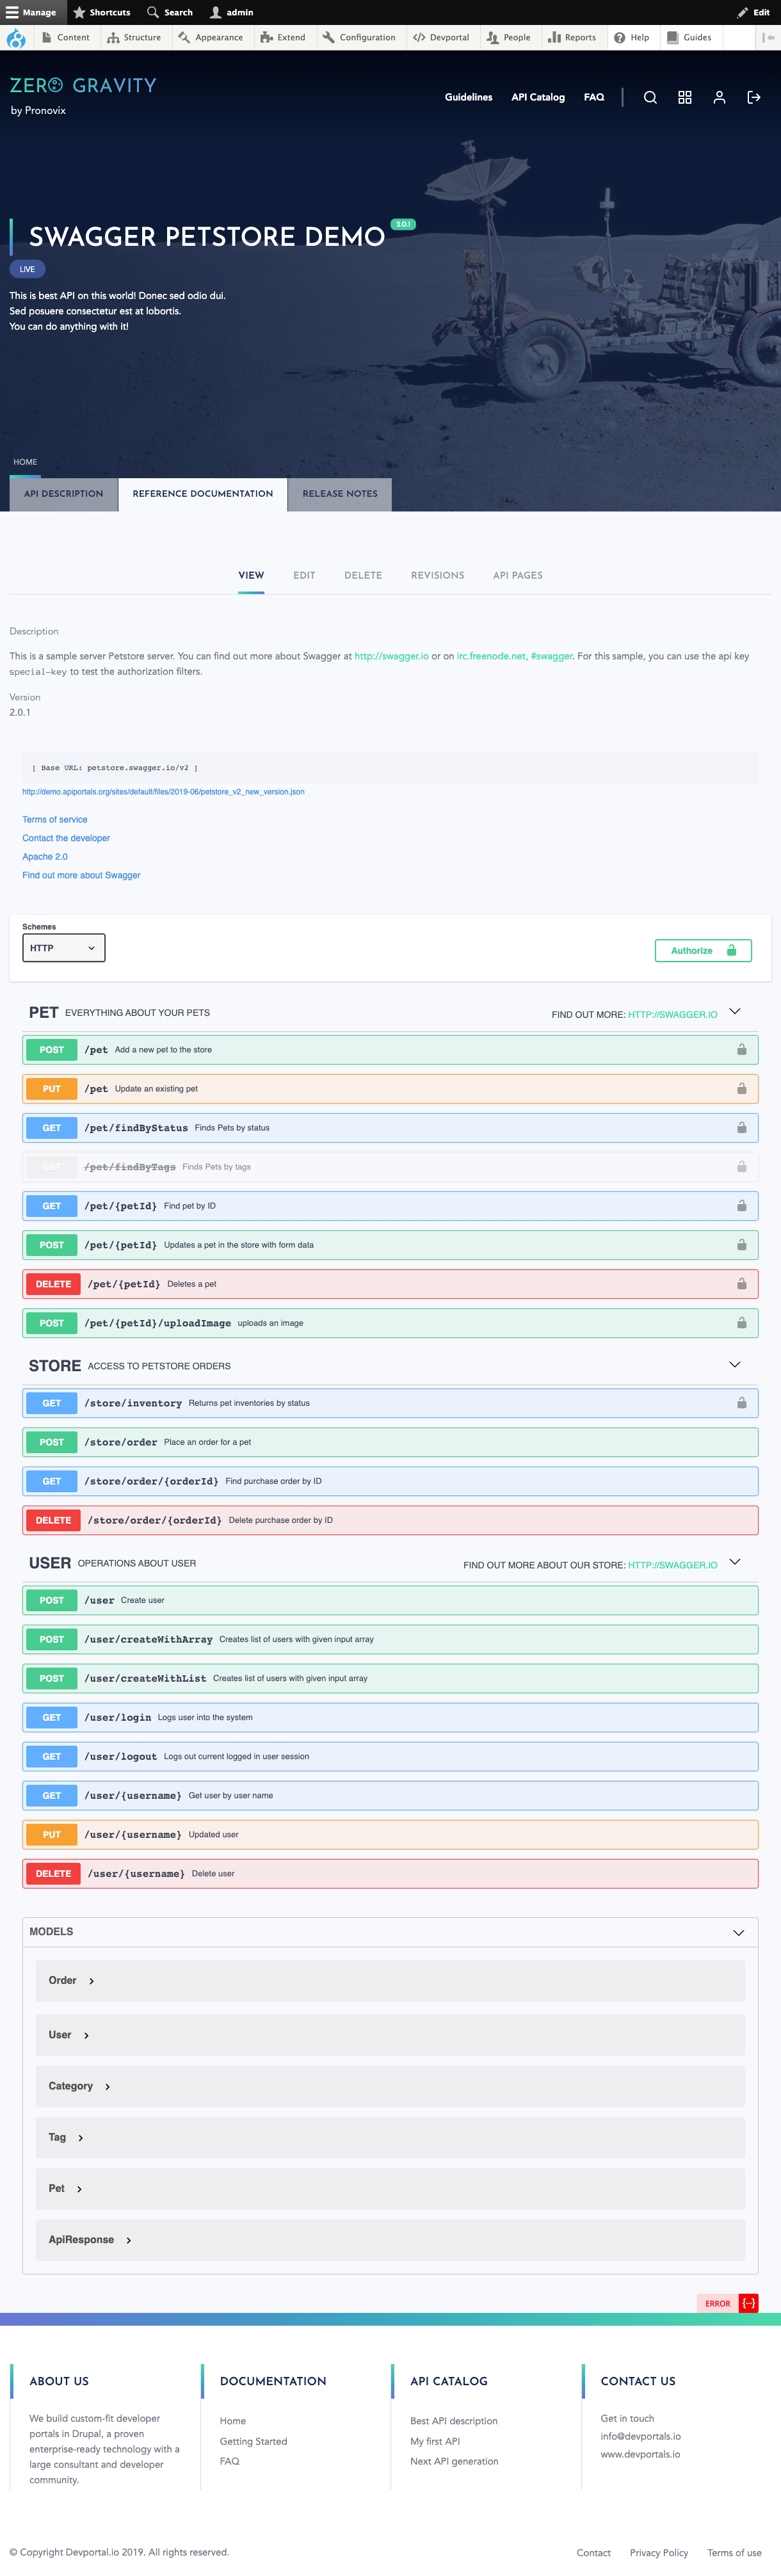 Manage Shortcuts Search admin Edit
Content Structure Appearance Extend Configuration Devportal People Reports Help Guides
ZERO GRAVITY
by Pronovix
Guidelines API Catalog FAQ
SWAGGER PETSTORE DEMO 2.0.1
LIVE
This is best API on this world! Donec sed odio dui.
Sed posuere consectetur est at lobortis.
You can do anything with it!
HOME
API DESCRIPTION REFERENCE DOCUMENTATION RELEASE NOTES
VIEW EDIT DELETE REVISIONS API PAGES
Description
This is a sample server Petstore server. You can find out more about Swagger at http://swagger.io or on irc.freenode.net, #swagger. For this sample, you can use the api key
special-key to test the authorization filters.
Version
2.0.1
[ Base URL: petstore.swagger.io/v2 ]
http://demo.apiportals.org/sites/default/files/2019-06/petstore_v2_new_version.json
Terms of service
Contact the developer
Apache 2.0
Find out more about Swagger
Schemes
HTTP
Authorize
PET EVERYTHING ABOUT YOUR PETS FIND OUT MORE: HTTP://SWAGGER.IO
POST /pet Add a new pet to the store
PUT /pet Update an existing pet
GET /pet/findByStatus Finds Pets by status
GET /pet/findByTags Finds Pets by tags
GET /pet/{petId} Find pet by ID
POST /pet/{petId} Updates a pet in the store with form data
DELETE /pet/{petId} Deletes a pet
POST /pet/{petId}/uploadImage uploads an image
STORE ACCESS TO PETSTORE ORDERS
GET /store/inventory Returns pet inventories by status
POST /store/order Place an order for a pet
GET /store/order/{orderId} Find purchase order by ID
DELETE /store/order/{orderId} Delete purchase order by ID
USER OPERATIONS ABOUT USER FIND OUT MORE ABOUT OUR STORE: HTTP://SWAGGER.IO
POST /user Create user
POST /user/createWithArray Creates list of users with given input array
POST /user/createWithList Creates list of users with given input array
GET /user/login Logs user into the system
GET /user/logout Logs out current logged in user session
GET /user/{username} Get user by user name
PUT /user/{username} Updated user
DELETE /user/{username} Delete user
MODELS
Order
User
Category
Tag
Pet
ApiResponse
ERROR {···}
ABOUT US
We build custom-fit developer
portals in Drupal, a proven
enterprise-ready technology with a
large consultant and developer
community.
DOCUMENTATION
Home
Getting Started
FAQ
API CATALOG
Best API description
My first API
Next API generation
CONTACT US
Get in touch
info@devportals.io
www.devportals.io
© Copyright Devportal.io 2019. All rights reserved.
Contact Privacy Policy Terms of use